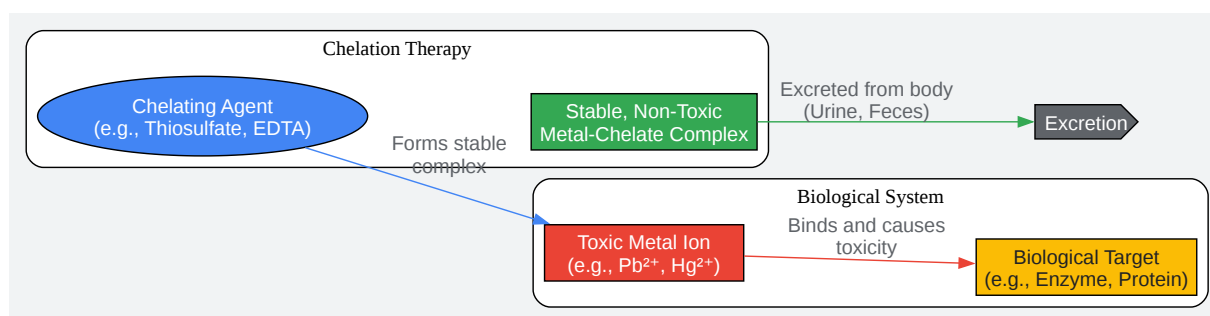 Chelation Therapy
Chelating Agent
(e.g., Thiosulfate, EDTA)
Stable, Non-Toxic
Metal-Chelate Complex
Excreted from body
(Urine, Feces)
Excretion
Forms stable
complex
Biological System
Toxic Metal Ion
(e.g., Pb²⁺, Hg²⁺)
Binds and causes
toxicity
Biological Target
(e.g., Enzyme, Protein)